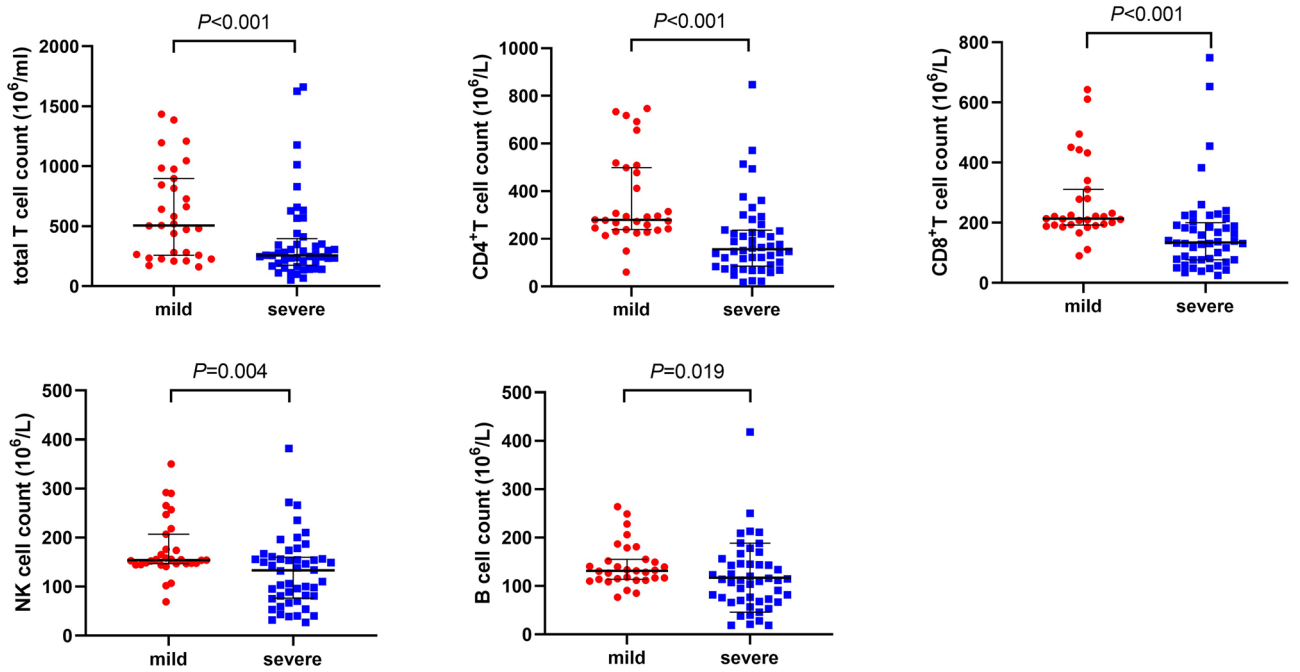 P<0.001
total T cell count (10⁶/ml)
2000
1500
1000
500
0
mild severe
P<0.001
CD4⁺T cell count (10⁶/L)
1000
800
600
400
200
0
mild severe
P<0.001
CD8⁺T cell count (10⁶/L)
800
600
400
200
0
mild severe
P=0.004
NK cell count (10⁶/L)
500
400
300
200
100
0
mild severe
P=0.019
B cell count (10⁶/L)
500
400
300
200
100
0
mild severe